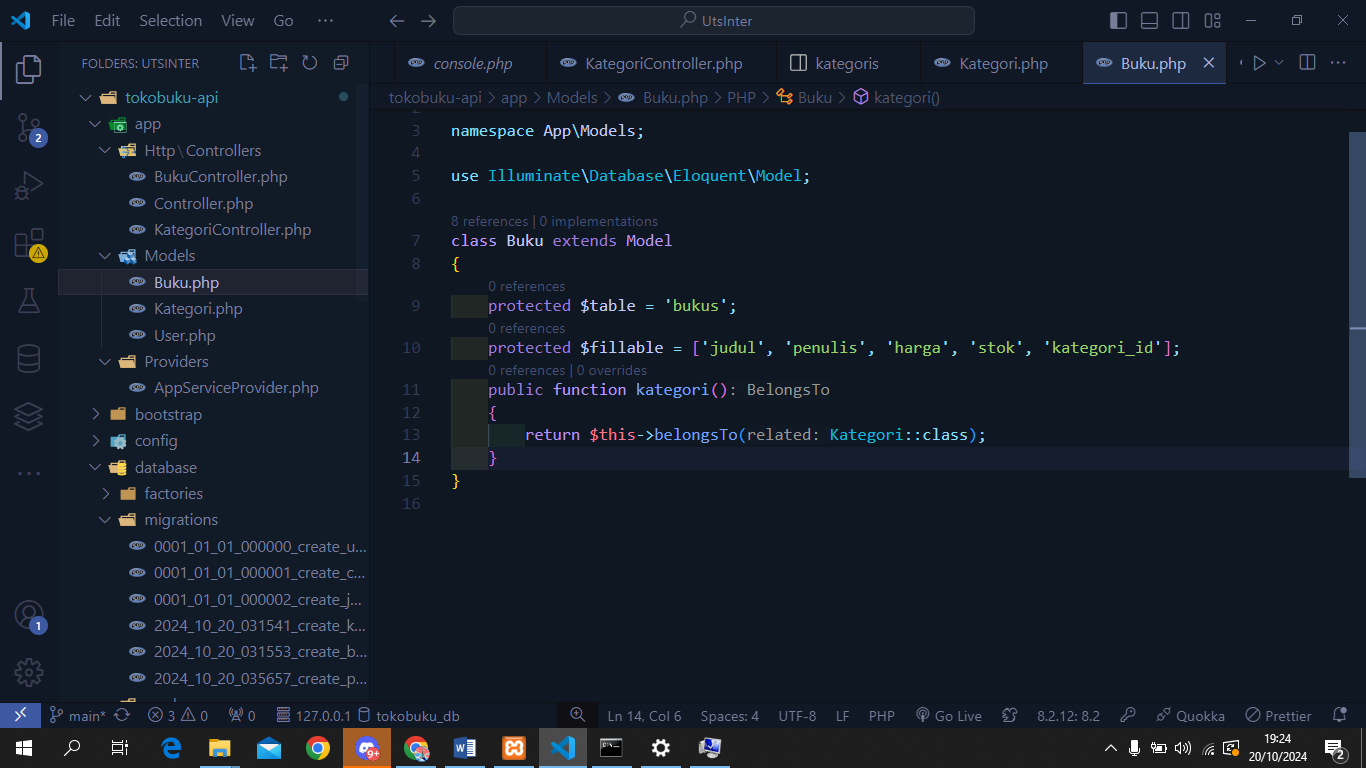 File Edit Selection View Go ··· UtsInter
FOLDERS: UTSINTER
console.php KategoriController.php kategoris Kategori.php Buku.php
tokobuku-api > app > Models > Buku.php > PHP > Buku > kategori()
tokobuku-api
app
Http\Controllers
BukuController.php
Controller.php
KategoriController.php
Models
Buku.php
Kategori.php
User.php
Providers
AppServiceProvider.php
bootstrap
config
database
factories
migrations
0001_01_01_000000_create_u...
0001_01_01_000001_create_c...
0001_01_01_000002_create_j...
2024_10_20_031541_create_k...
2024_10_20_031553_create_b...
2024_10_20_035657_create_p...
2
1
3 namespace App\Models;
4
5 use Illuminate\Database\Eloquent\Model;
6
8 references | 0 implementations
7 class Buku extends Model
8 {
0 references
9 protected $table = 'bukus';
0 references
10 protected $fillable = ['judul', 'penulis', 'harga', 'stok', 'kategori_id'];
0 references | 0 overrides
11 public function kategori(): BelongsTo
12 {
13 return $this->belongsTo(related: Kategori::class);
14 }
15 }
16
main* 3 0 0 127.0.0.1 tokobuku_db Ln 14, Col 6 Spaces: 4 UTF-8 LF PHP Go Live 8.2.12: 8.2 Quokka Prettier
9+ W 19:24
20/10/2024 2